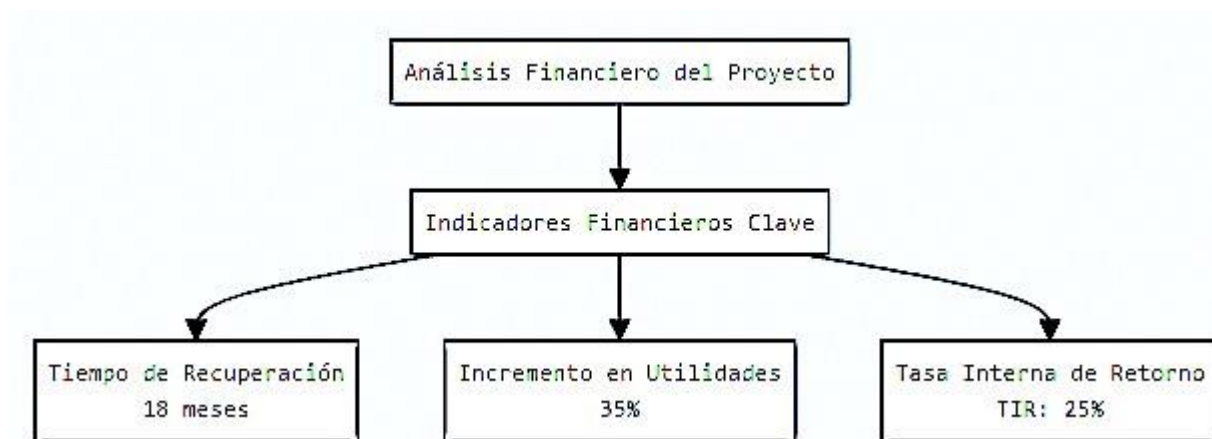 Análisis Financiero del Proyecto
Indicadores Financieros Clave
Tiempo de Recuperación
18 meses
Incremento en Utilidades
35%
Tasa Interna de Retorno
TIR: 25%